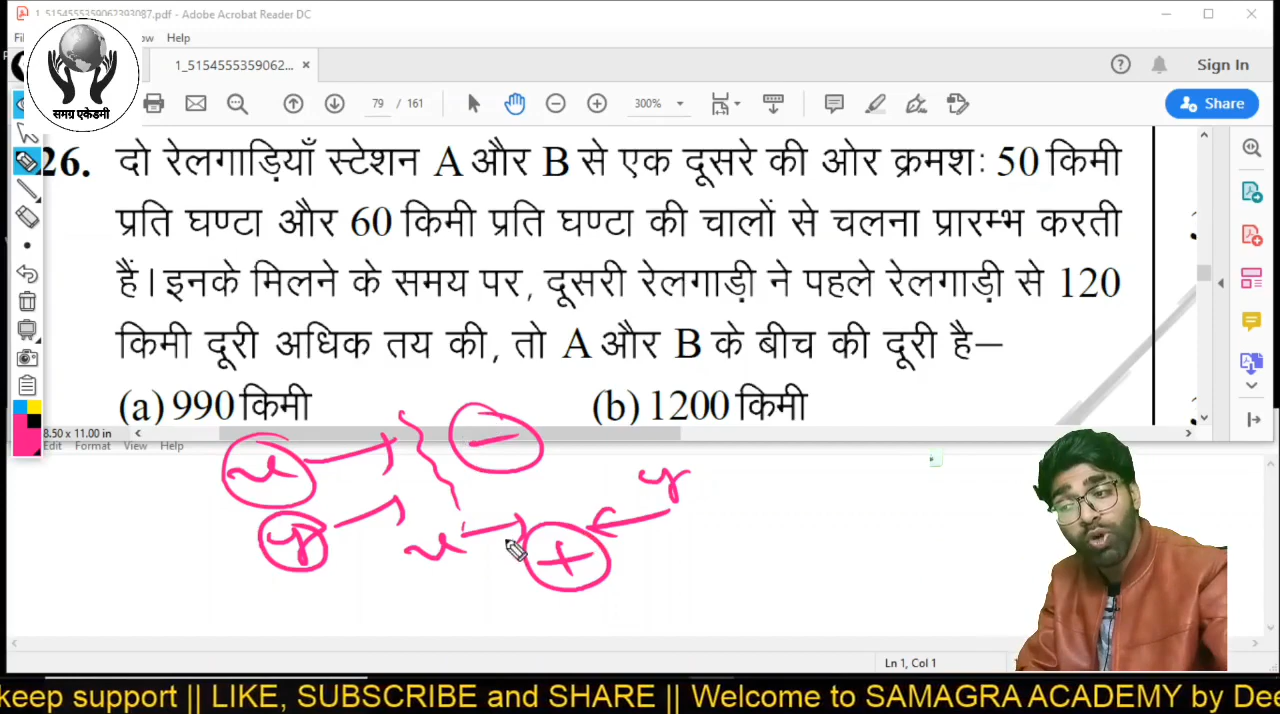 1_5154555359062393087.pdf - Adobe Acrobat Reader DC
Help
समग्र एकेडमी
1_5154555359062... ×
Sign In
79 / 161
300%
Share
26. दो रेलगाड़ियाँ स्टेशन A और B से एक दूसरे की ओर क्रमशः 50 किमी
प्रति घण्टा और 60 किमी प्रति घण्टा की चालों से चलना प्रारम्भ करती
हैं। इनके मिलने के समय पर, दूसरी रेलगाड़ी ने पहले रेलगाड़ी से 120
किमी दूरी अधिक तय की, तो A और B के बीच की दूरी है—
(a) 990 किमी (b) 1200 किमी
8.50 x 11.00 in
Edit Format View Help
x −
y
y
x +
Ln 1, Col 1
keep support || LIKE, SUBSCRIBE and SHARE || Welcome to SAMAGRA ACADEMY by Dee